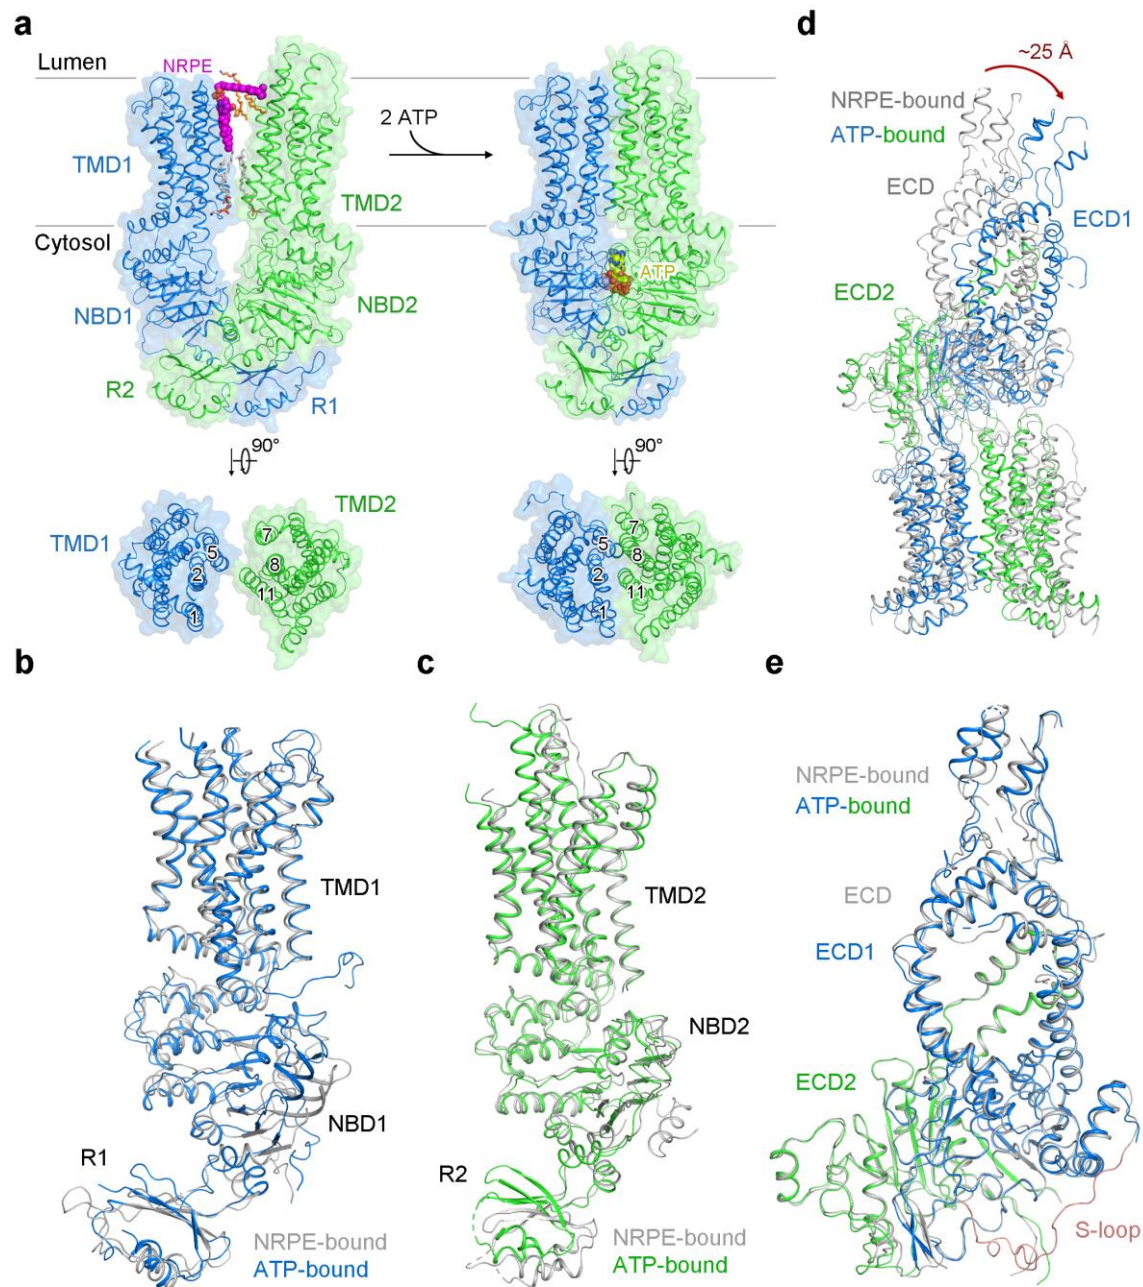 a
Lumen
NRPE
TMD1
TMD2
Cytosol
NBD1
NBD2
R2
R1
2 ATP
ATP
90°
90°
TMD1
TMD2
5
2
1
7
8
11
5
2
1
7
8
11
d
~25 Å
NRPE-bound
ATP-bound
ECD
ECD1
ECD2
b
TMD1
NBD1
R1
NRPE-bound
ATP-bound
c
TMD2
NBD2
R2
NRPE-bound
ATP-bound
e
NRPE-bound
ATP-bound
ECD
ECD1
ECD2
S-loop